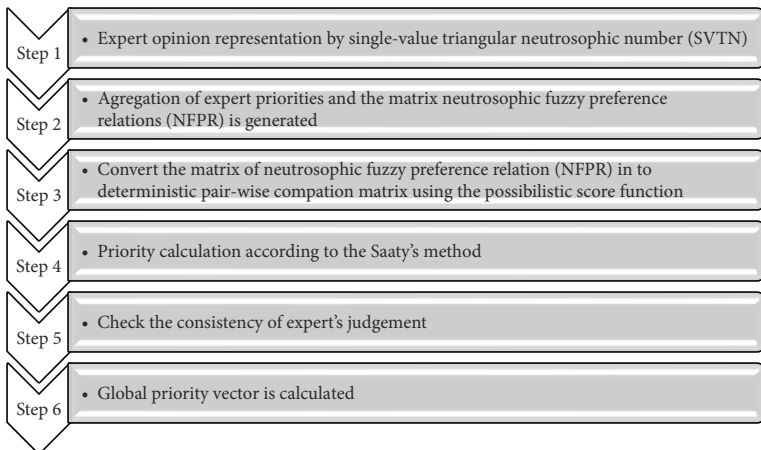 Step 1
• Expert opinion representation by single-value triangular neutrosophic number (SVTN)
Step 2
• Agregation of expert priorities and the matrix neutrosophic fuzzy preference
relations (NFPR) is generated
Step 3
• Convert the matrix of neutrosophic fuzzy preference relation (NFPR) in to
deterministic pair-wise compation matrix using the possibilistic score function
Step 4
• Priority calculation according to the Saaty's method
Step 5
• Check the consistency of expert's judgement
Step 6
• Global priority vector is calculated